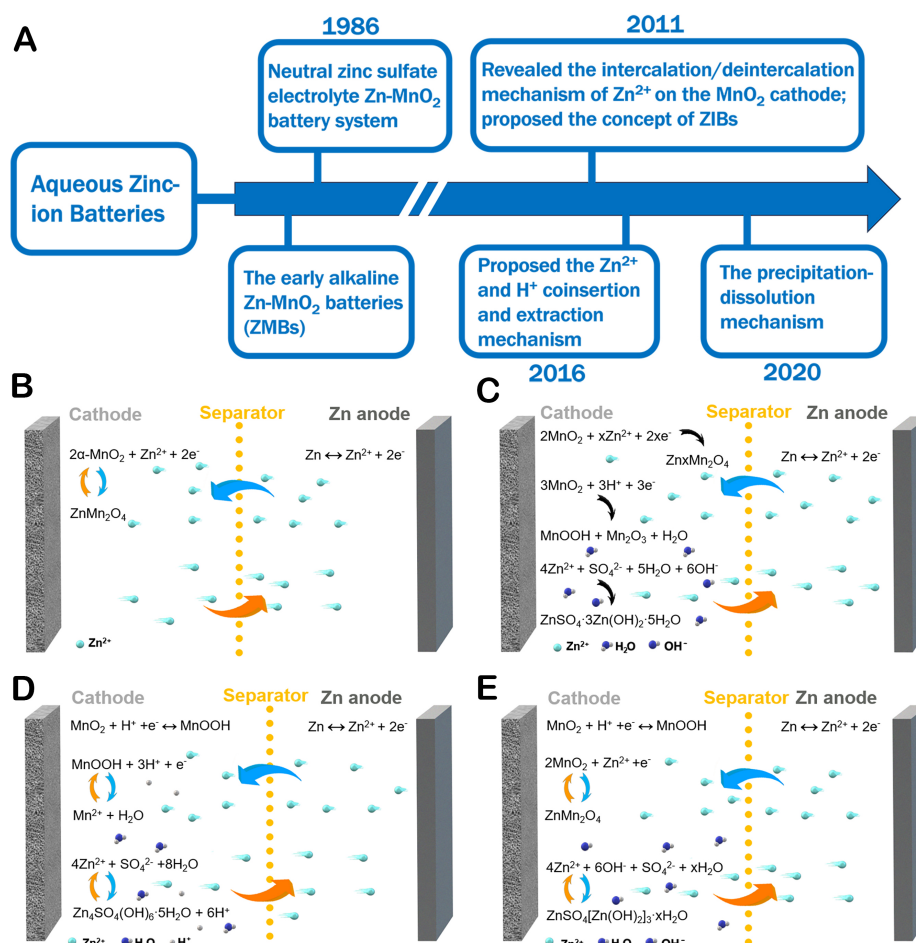 A
1986
2011
Neutral zinc sulfate
electrolyte Zn-MnO₂
battery system
Revealed the intercalation/deintercalation
mechanism of Zn²⁺ on the MnO₂ cathode;
proposed the concept of ZIBs
Aqueous Zinc-
ion Batteries
The early alkaline
Zn-MnO₂ batteries
(ZMBs)
Proposed the Zn²⁺
and H⁺ coinsertion
and extraction
mechanism
The precipitation-
dissolution
mechanism
2016
2020
B
Cathode
Separator
Zn anode
2α-MnO₂ + Zn²⁺ + 2e⁻
Zn ↔ Zn²⁺ + 2e⁻
ZnMn₂O₄
Zn²⁺
C
Cathode
Separator
Zn anode
2MnO₂ + xZn²⁺ + 2xe⁻
ZnxMn₂O₄
Zn ↔ Zn²⁺ + 2e⁻
3MnO₂ + 3H⁺ + 3e⁻
MnOOH + Mn₂O₃ + H₂O
4Zn²⁺ + SO₄²⁻ + 5H₂O + 6OH⁻
ZnSO₄·3Zn(OH)₂·5H₂O
Zn²⁺ H₂O OH⁻
D
Cathode
Separator
Zn anode
MnO₂ + H⁺ +e⁻ ↔ MnOOH
Zn ↔ Zn²⁺ + 2e⁻
MnOOH + 3H⁺ + e⁻
Mn²⁺ + H₂O
4Zn²⁺ + SO₄²⁻ +8H₂O
Zn₄SO₄(OH)₆·5H₂O + 6H⁺
Zn²⁺ H₂O H⁺
E
Cathode
Separator
Zn anode
MnO₂ + H⁺ + e⁻ ↔ MnOOH
Zn ↔ Zn²⁺ + 2e⁻
2MnO₂ + Zn²⁺ +e⁻
ZnMn₂O₄
4Zn²⁺ + 6OH⁻ + SO₄²⁻ + xH₂O
ZnSO₄[Zn(OH)₂]₃·xH₂O
Zn²⁺ H₂O OH⁻